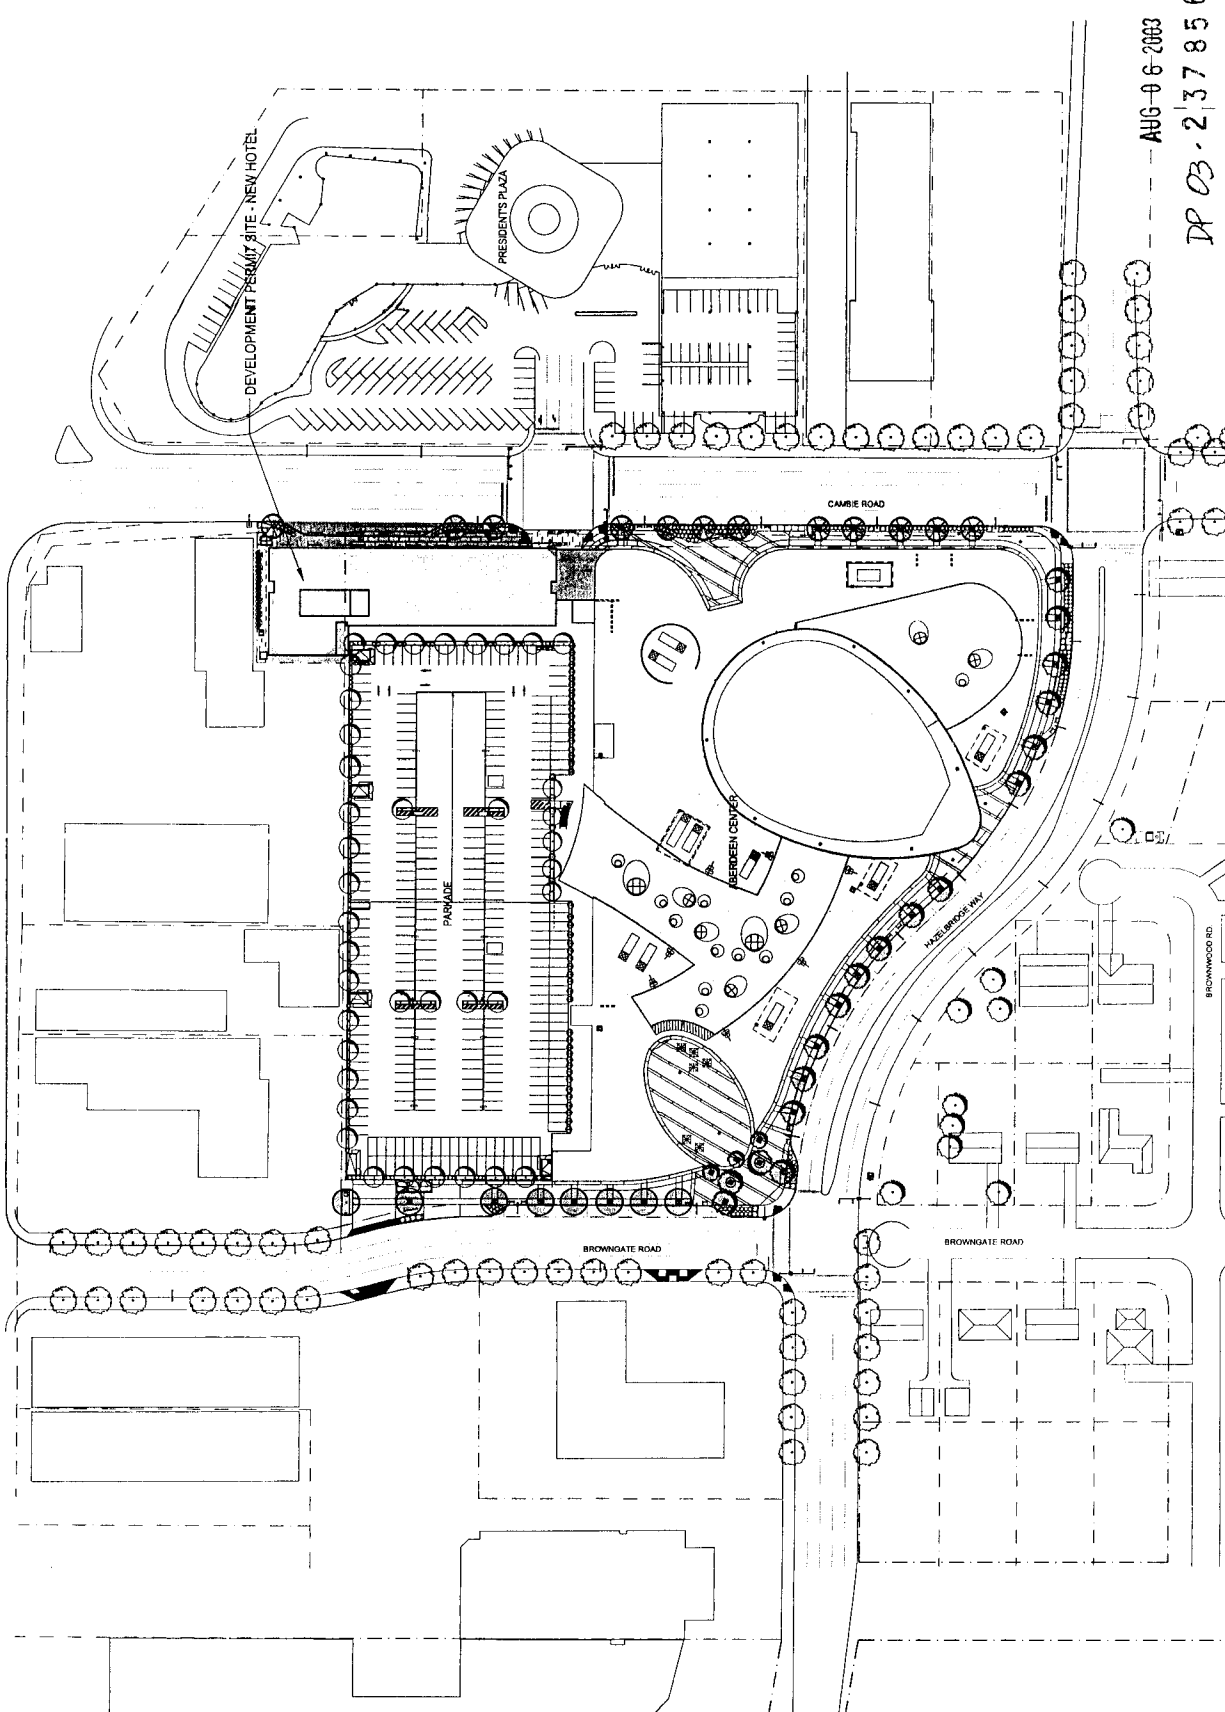 AUG 06 2003
DP 03-237856
DEVELOPMENT PERMIT SITE - NEW HOTEL
PRESIDENT'S PLAZA
CAMBIE ROAD
ABERDEEN CENTER
PARKADE
HAZELBRIDGE WAY
BROWNWOOD RD.
BROWNGATE ROAD
BROWNGATE ROAD